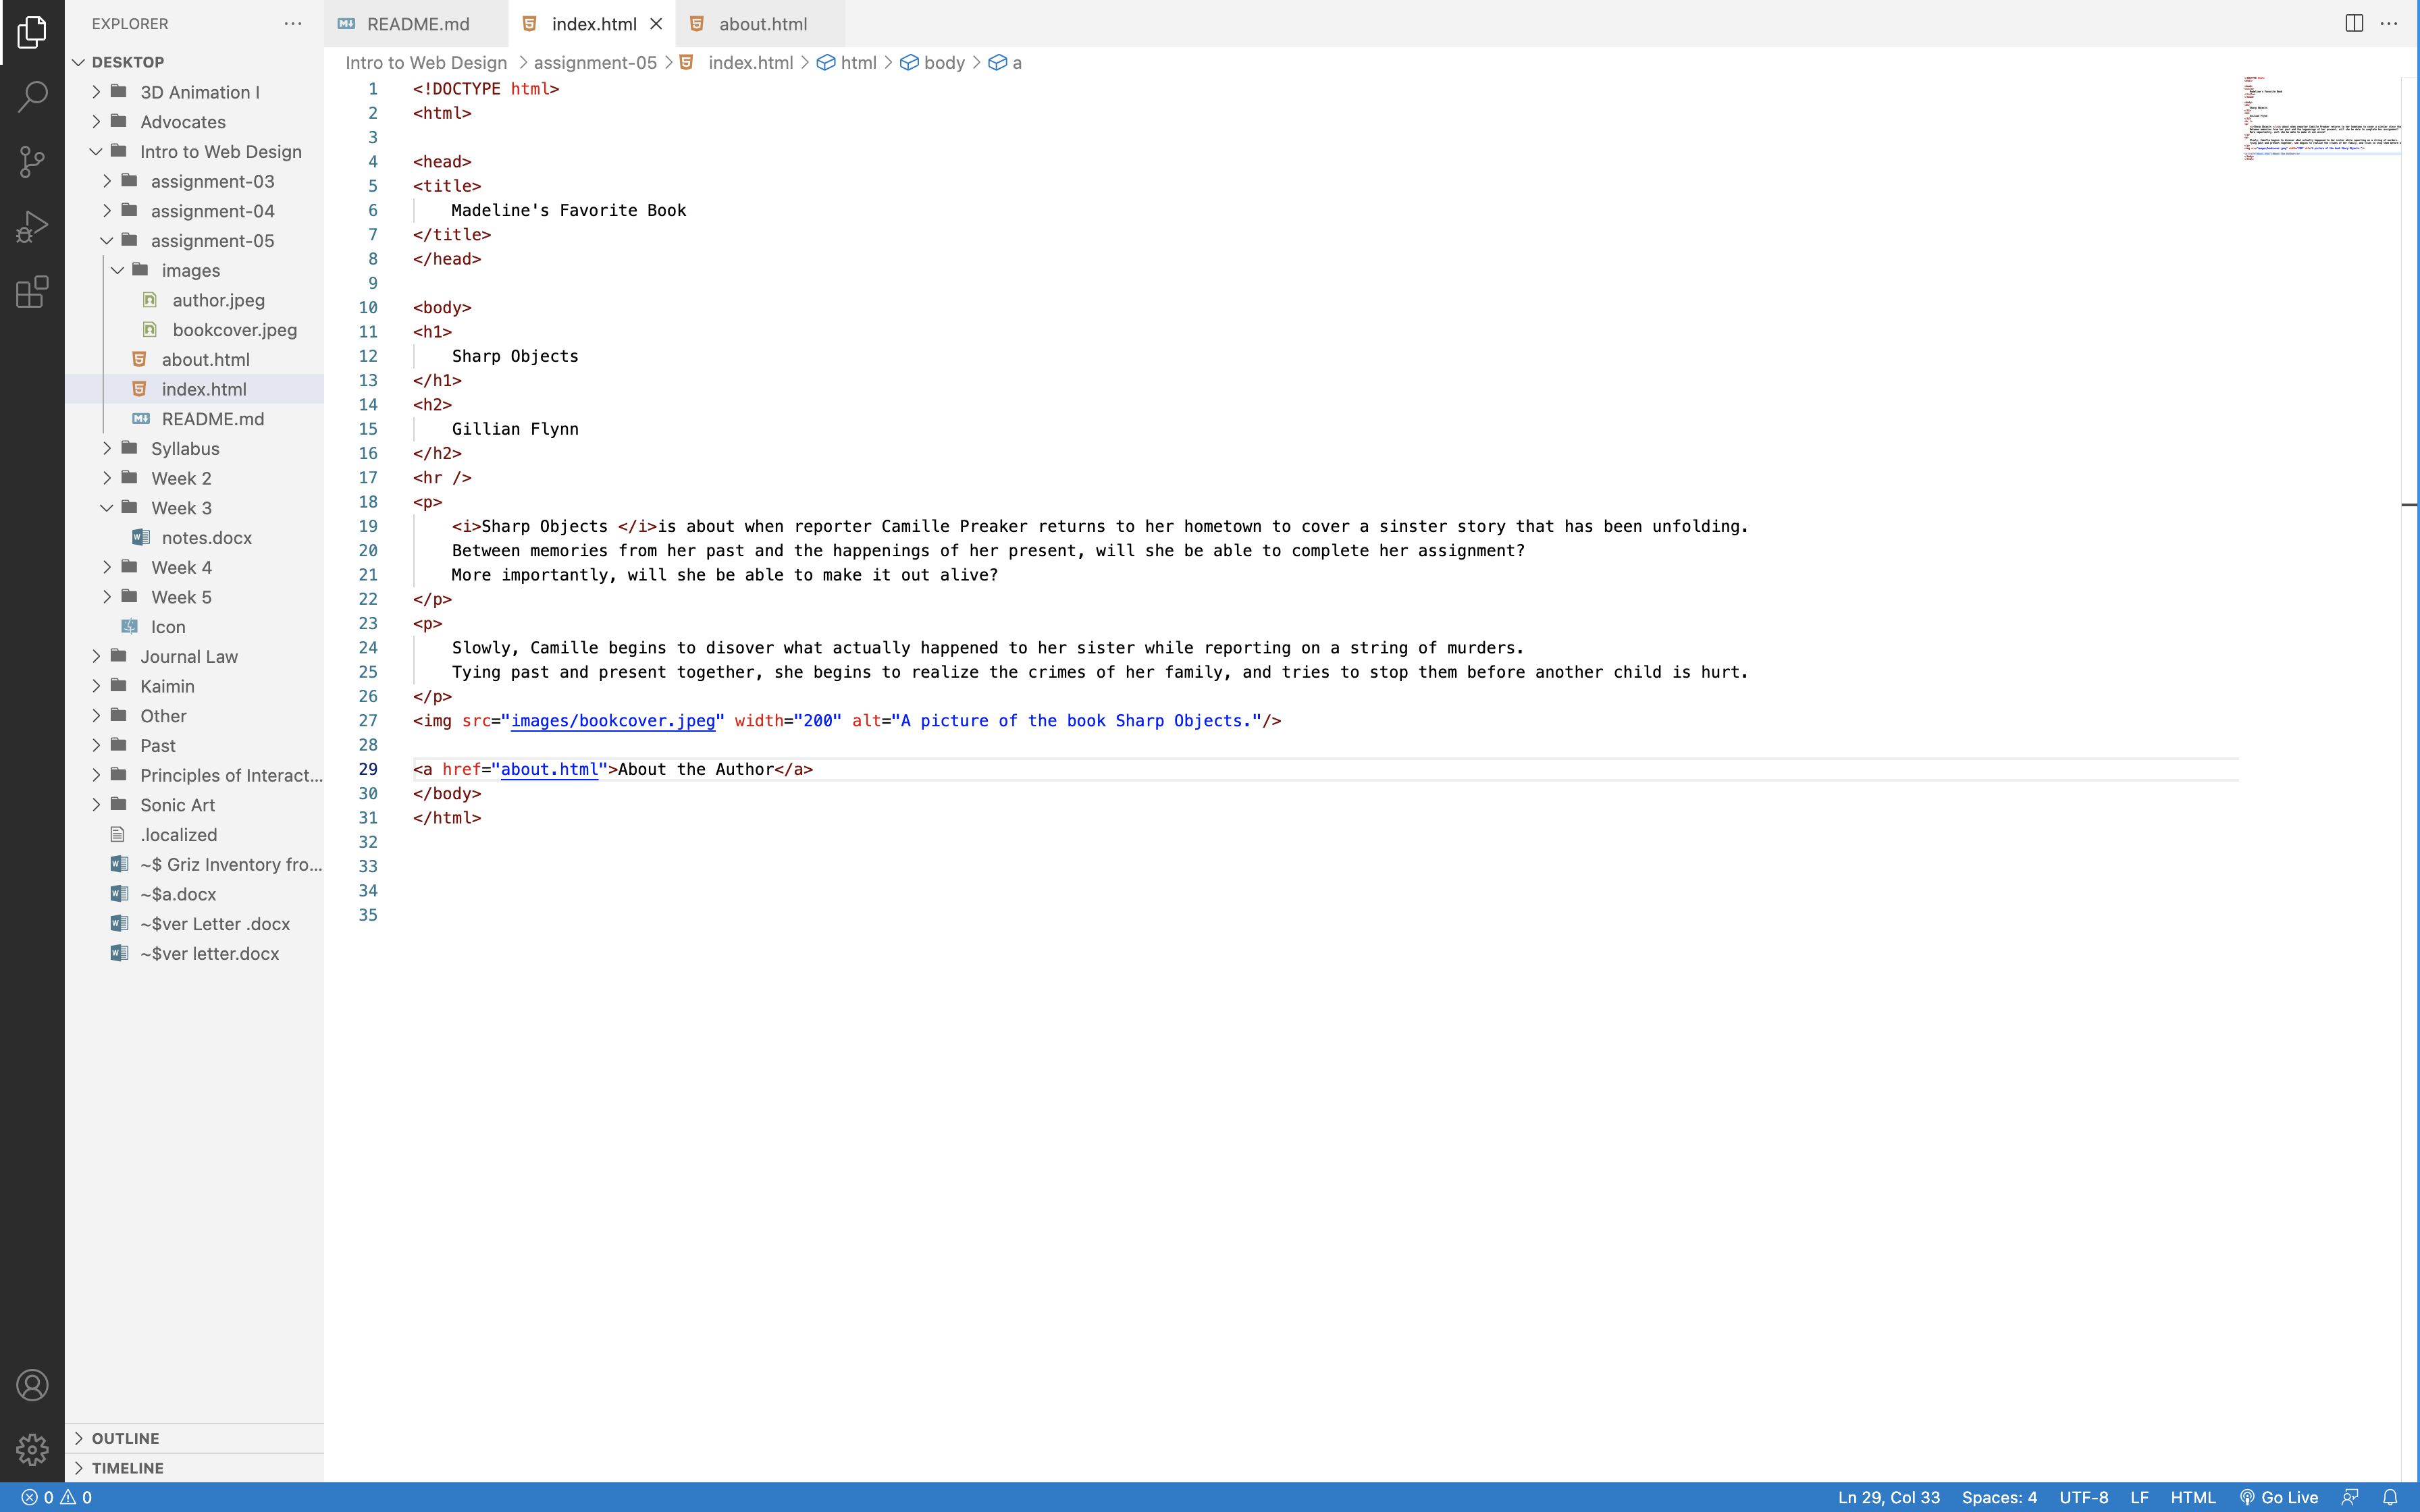 EXPLORER
DESKTOP
3D Animation I
Advocates
Intro to Web Design
assignment-03
assignment-04
assignment-05
images
author.jpeg
bookcover.jpeg
about.html
index.html
README.md
Syllabus
Week 2
Week 3
notes.docx
Week 4
Week 5
Icon
Journal Law
Kaimin
Other
Past
Principles of Interact...
Sonic Art
.localized
~$ Griz Inventory fro...
~$a.docx
~$ver Letter .docx
~$ver letter.docx
OUTLINE
TIMELINE
README.md index.html about.html
Intro to Web Design > assignment-05 > index.html > html > body > a
1 <!DOCTYPE html>
2 <html>
3
4 <head>
5 <title>
6 Madeline's Favorite Book
7 </title>
8 </head>
9
10 <body>
11 <h1>
12 Sharp Objects
13 </h1>
14 <h2>
15 Gillian Flynn
16 </h2>
17 <hr />
18 <p>
19 <i>Sharp Objects </i>is about when reporter Camille Preaker returns to her hometown to cover a sinster story that has been unfolding.
20 Between memories from her past and the happenings of her present, will she be able to complete her assignment?
21 More importantly, will she be able to make it out alive?
22 </p>
23 <p>
24 Slowly, Camille begins to disover what actually happened to her sister while reporting on a string of murders.
25 Tying past and present together, she begins to realize the crimes of her family, and tries to stop them before another child is hurt.
26 </p>
27 <img src="images/bookcover.jpeg" width="200" alt="A picture of the book Sharp Objects."/>
28
29 <a href="about.html">About the Author</a>
30 </body>
31 </html>
32
33
34
35
0 0 Ln 29, Col 33 Spaces: 4 UTF-8 LF HTML Go Live